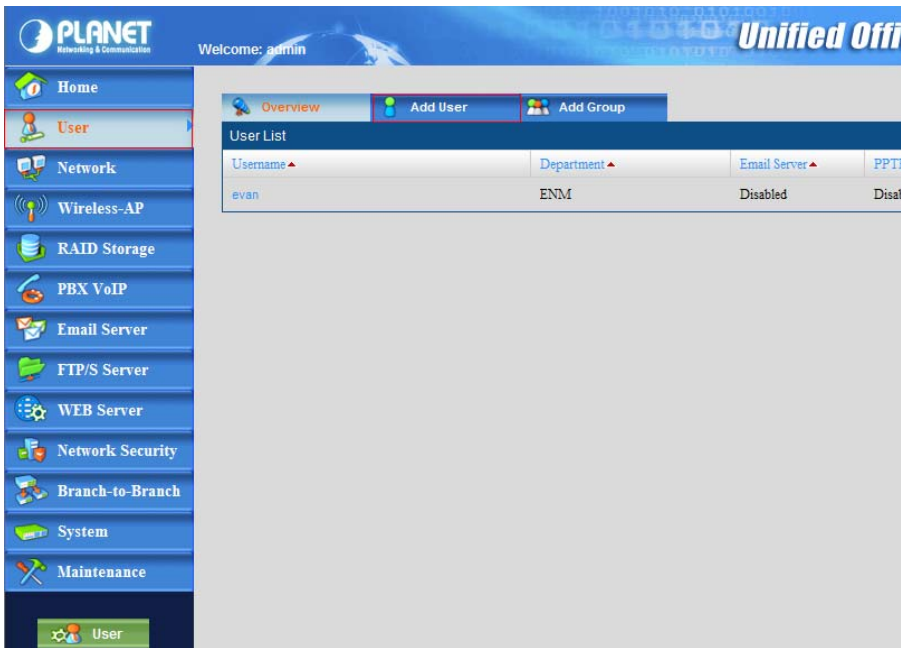 PLANET
Networking & Communication
Welcome: admin
Unified Offi
Home
User
Network
Wireless-AP
RAID Storage
PBX VoIP
Email Server
FTP/S Server
WEB Server
Network Security
Branch-to-Branch
System
Maintenance
User
Overview Add User Add Group
User List
Username Department Email Server PPT
evan ENM Disabled Disa